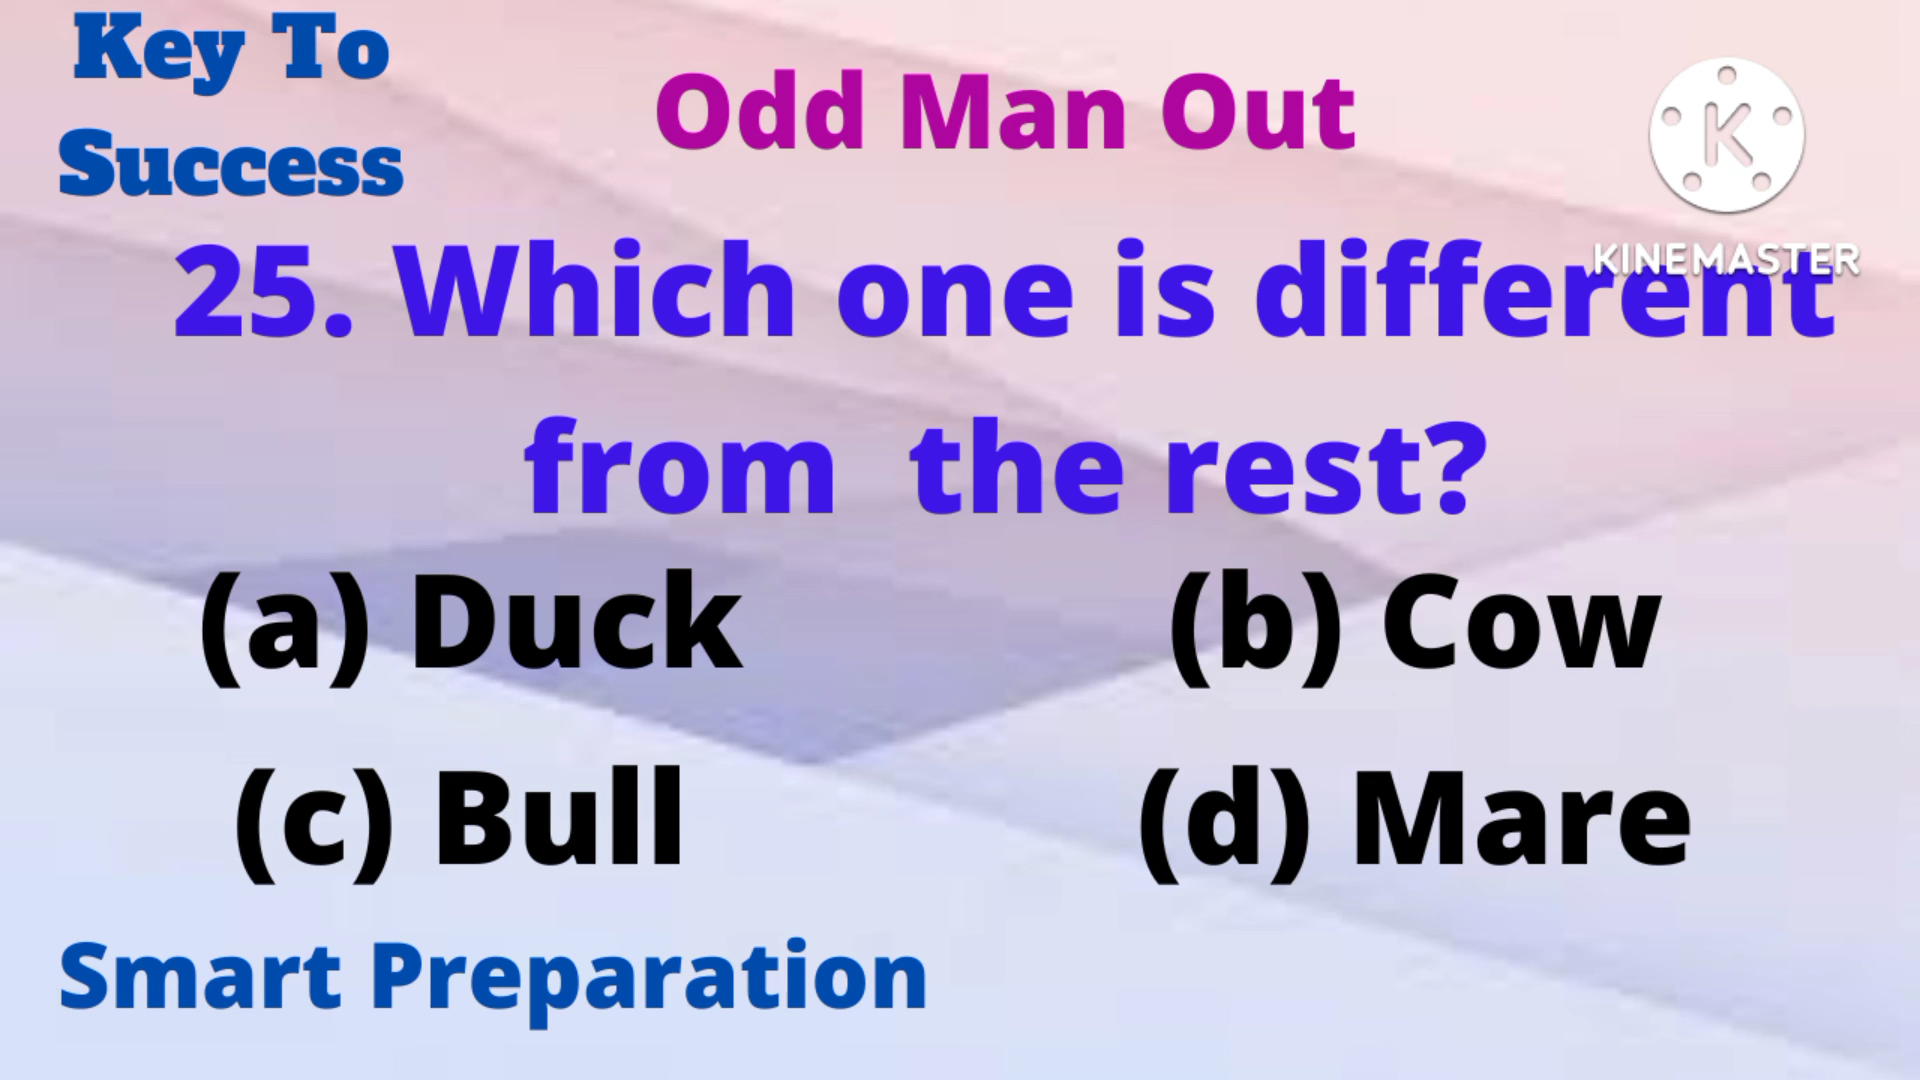 Key To
Success
Odd Man Out
K
KINEMASTER
25. Which one is different
from the rest?
(a) Duck
(b) Cow
(c) Bull
(d) Mare
Smart Preparation